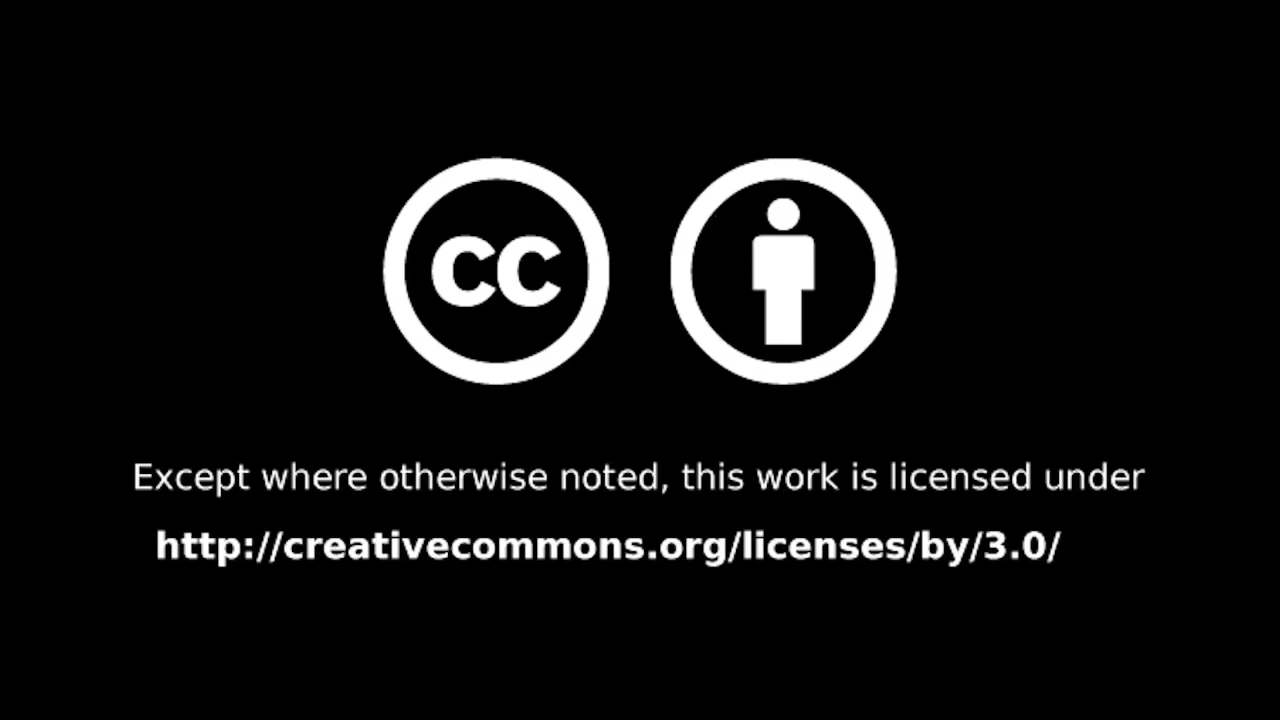 cc
Except where otherwise noted, this work is licensed under
http://creativecommons.org/licenses/by/3.0/